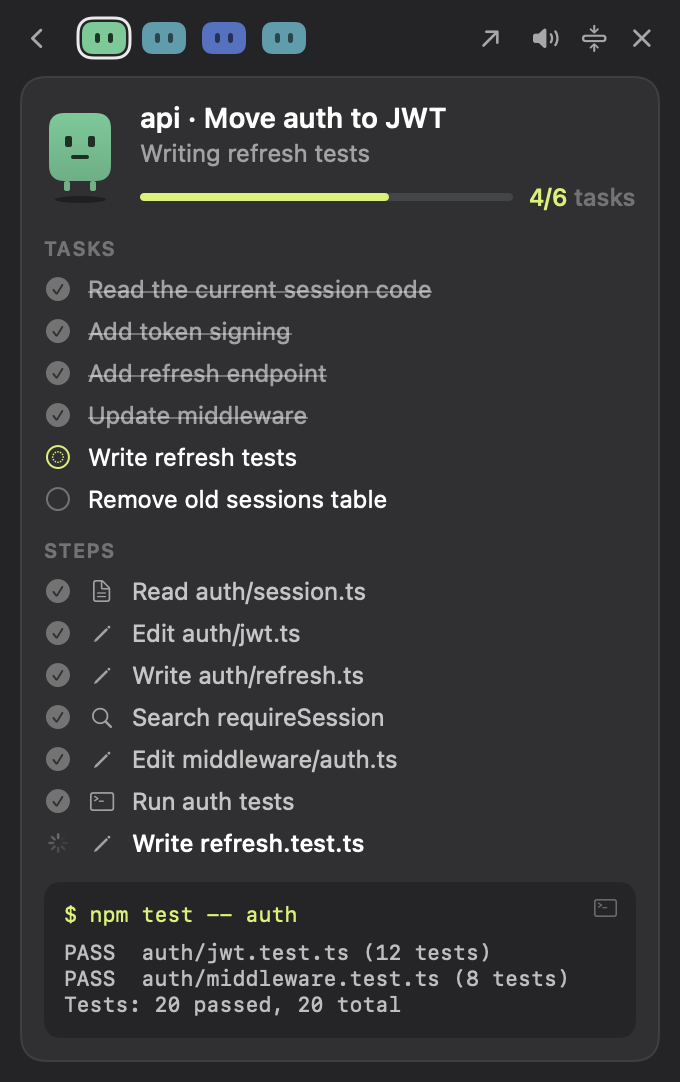 api · Move auth to JWT
Writing refresh tests
4/6 tasks
TASKS
Read the current session code
Add token signing
Add refresh endpoint
Update middleware
Write refresh tests
Remove old sessions table
STEPS
Read auth/session.ts
Edit auth/jwt.ts
Write auth/refresh.ts
Search requireSession
Edit middleware/auth.ts
Run auth tests
Write refresh.test.ts
$ npm test -- auth
PASS  auth/jwt.test.ts (12 tests)
PASS  auth/middleware.test.ts (8 tests)
Tests: 20 passed, 20 total